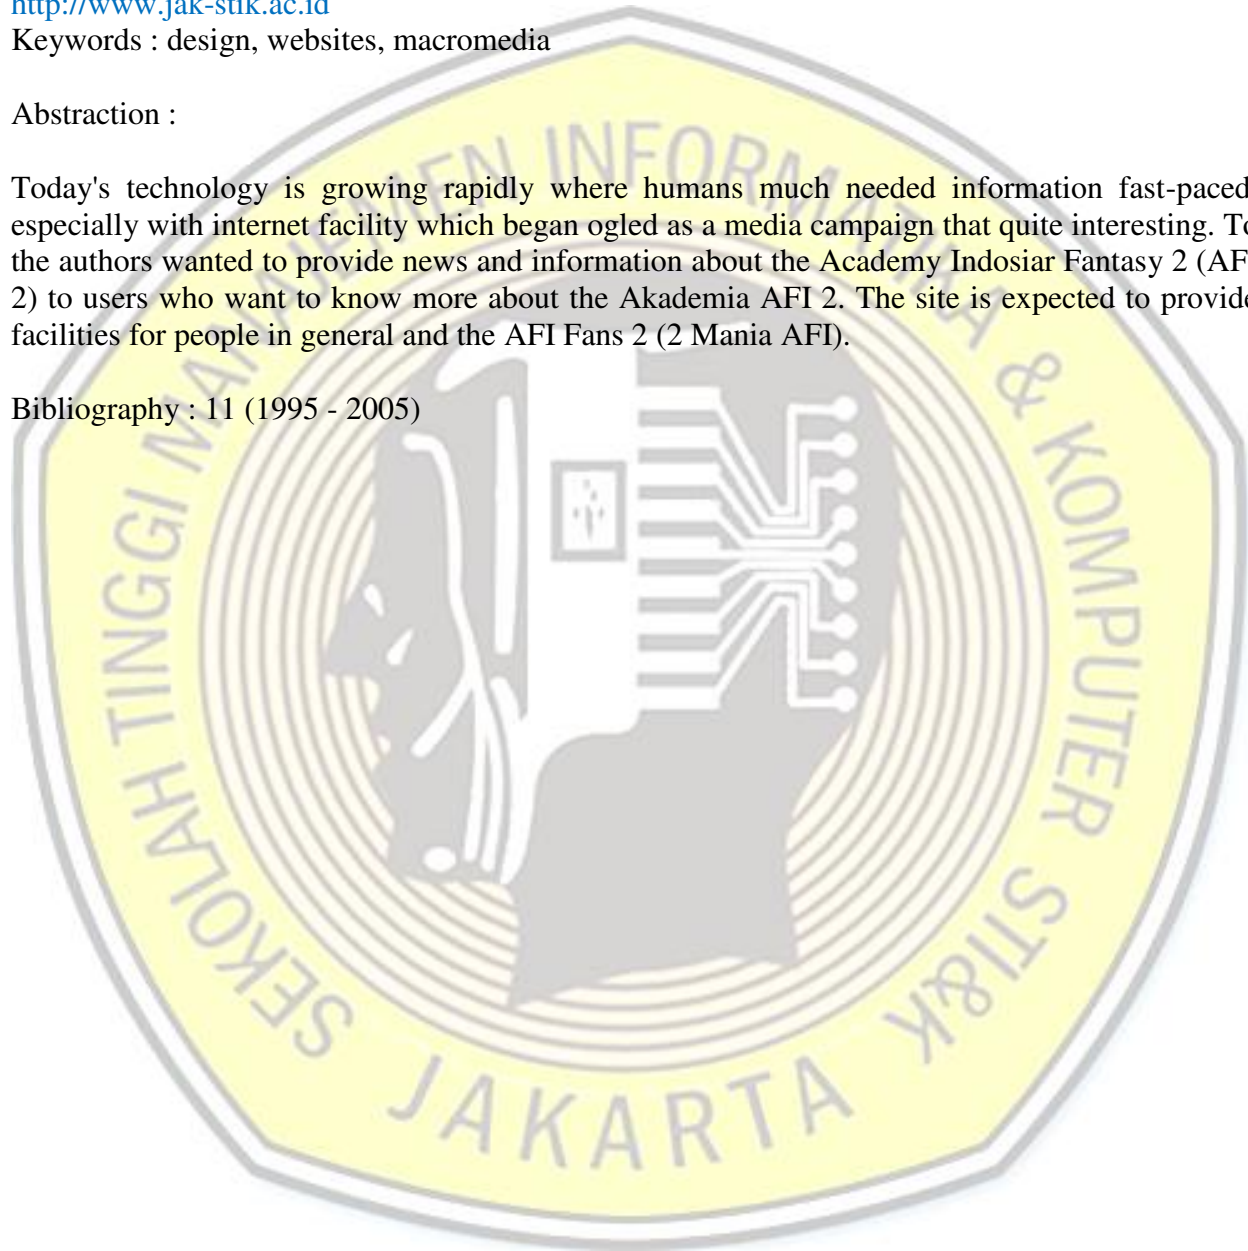 http://www.jak-stik.ac.id
Keywords : design, websites, macromedia
Abstraction :
Today's technology is growing rapidly where humans much needed information fast-paced
especially with internet facility which began ogled as a media campaign that quite interesting. To
the authors wanted to provide news and information about the Academy Indosiar Fantasy 2 (AF
2) to users who want to know more about the Akademia AFI 2. The site is expected to provide
facilities for people in general and the AFI Fans 2 (2 Mania AFI).
Bibliography : 11 (1995 - 2005)
SEKOLAH TINGGI MANAJEMEN INFORMATIKA & KOMPUTER STI&K
JAKARTA